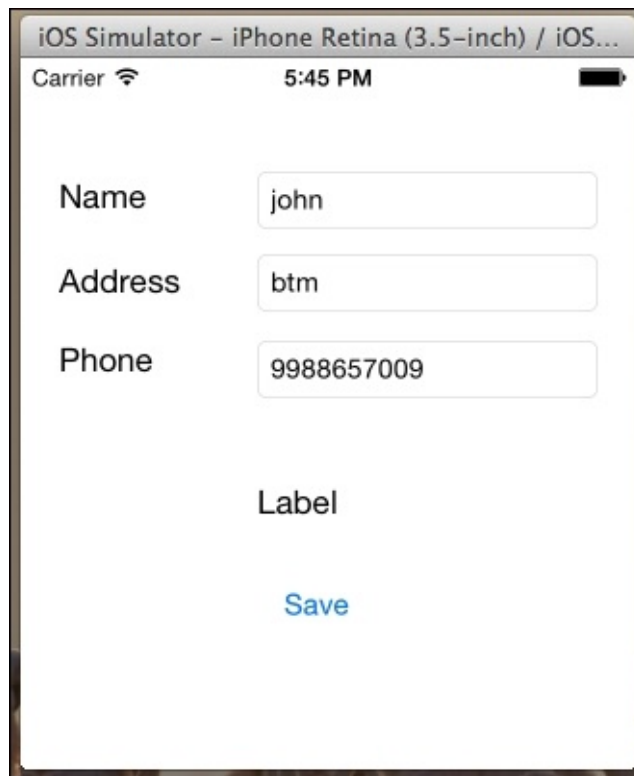 iOS Simulator – iPhone Retina (3.5-inch) / iOS...
Carrier 5:45 PM
Name john
Address btm
Phone 9988657009
Label
Save